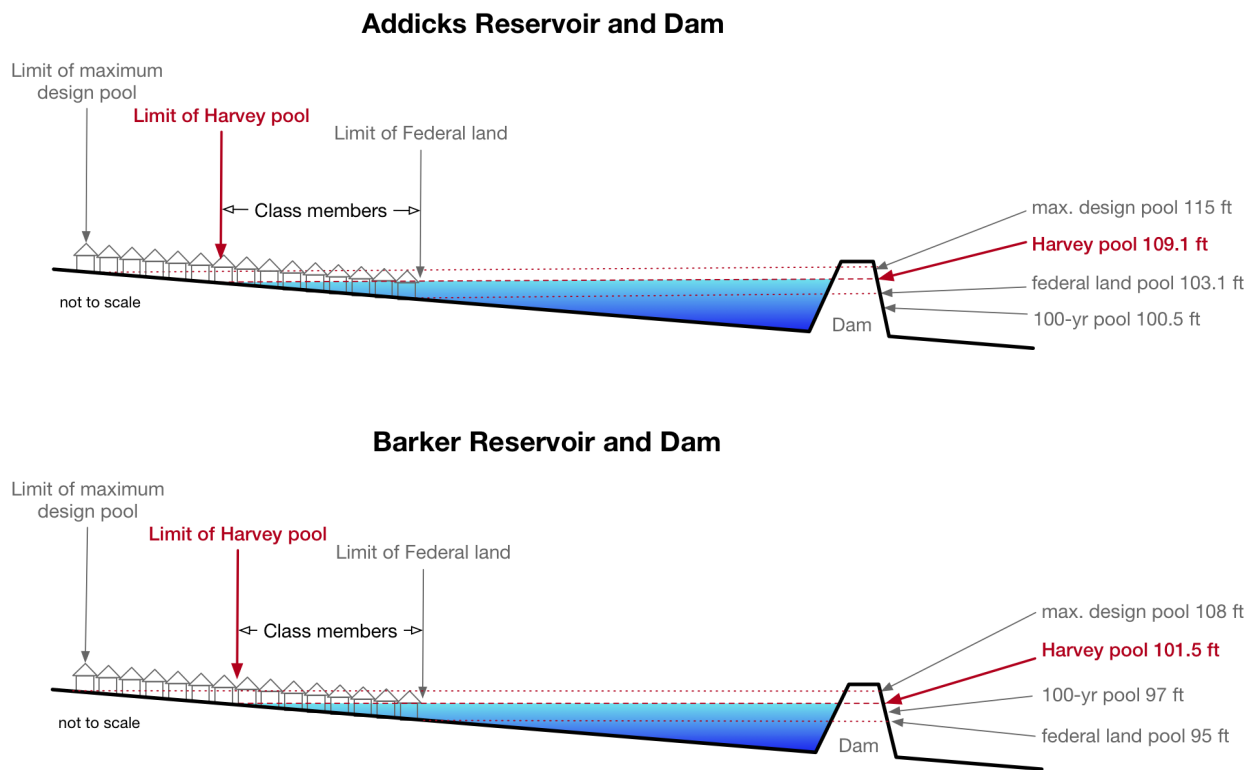 Addicks Reservoir and Dam
Limit of maximum
design pool
Limit of Harvey pool
Limit of Federal land
Class members
max. design pool 115 ft
Harvey pool 109.1 ft
federal land pool 103.1 ft
100-yr pool 100.5 ft
not to scale
Dam
Barker Reservoir and Dam
Limit of maximum
design pool
Limit of Harvey pool
Limit of Federal land
Class members
max. design pool 108 ft
Harvey pool 101.5 ft
100-yr pool 97 ft
federal land pool 95 ft
not to scale
Dam